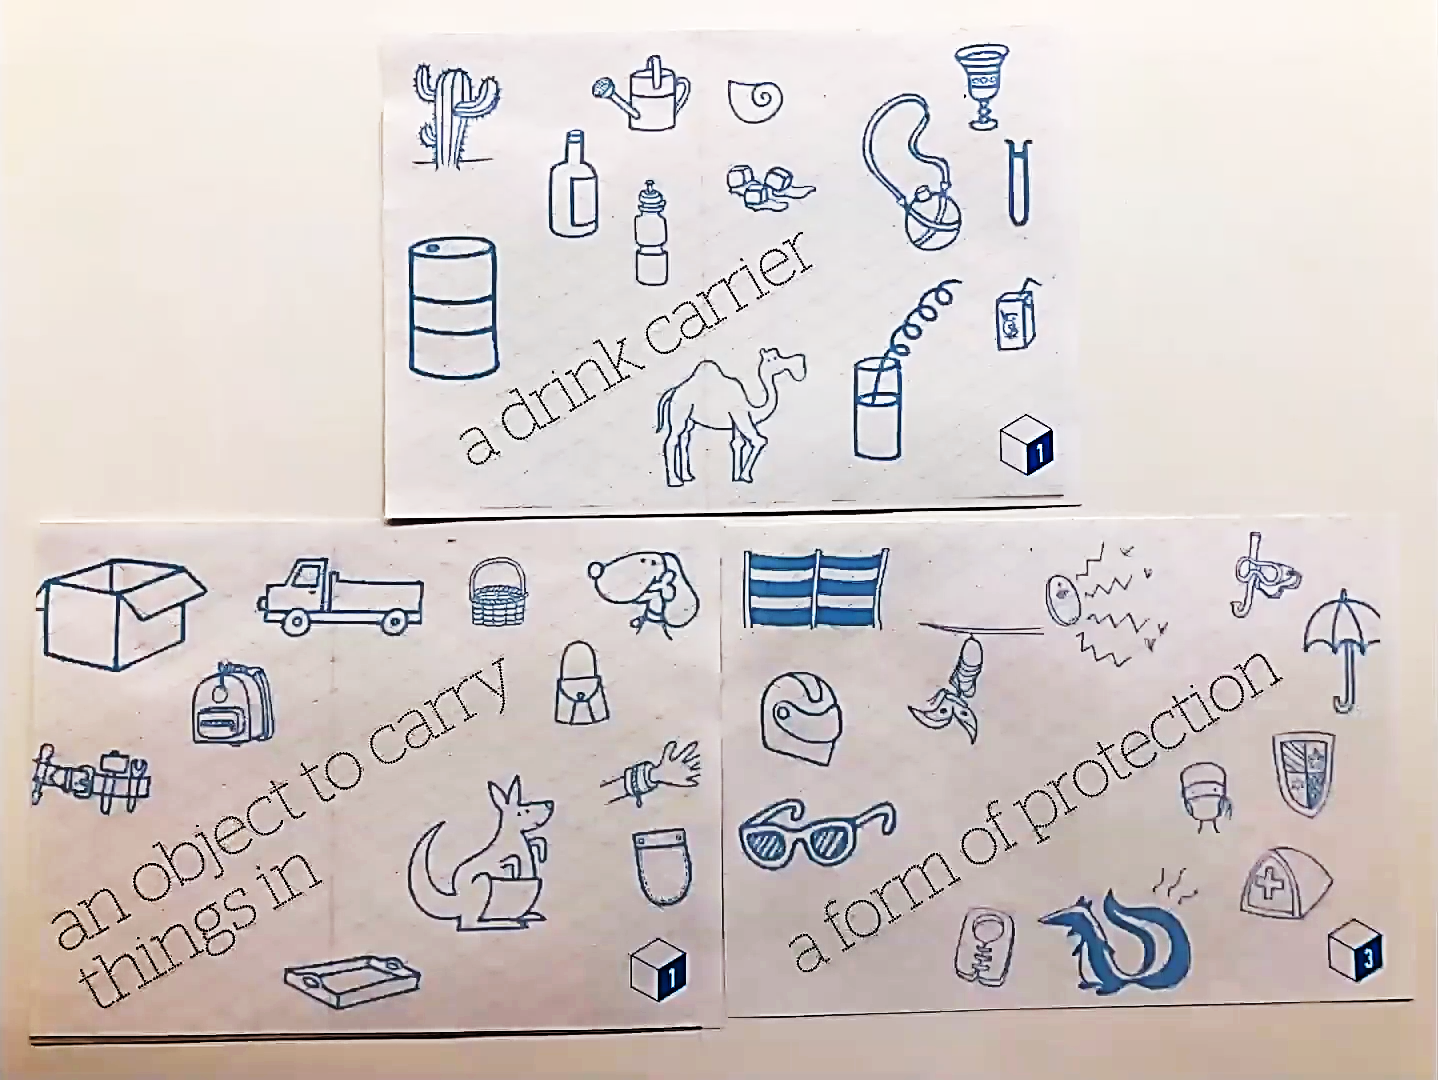 a drink carrier
1
an object to carry
things in
1
a form of protection
3